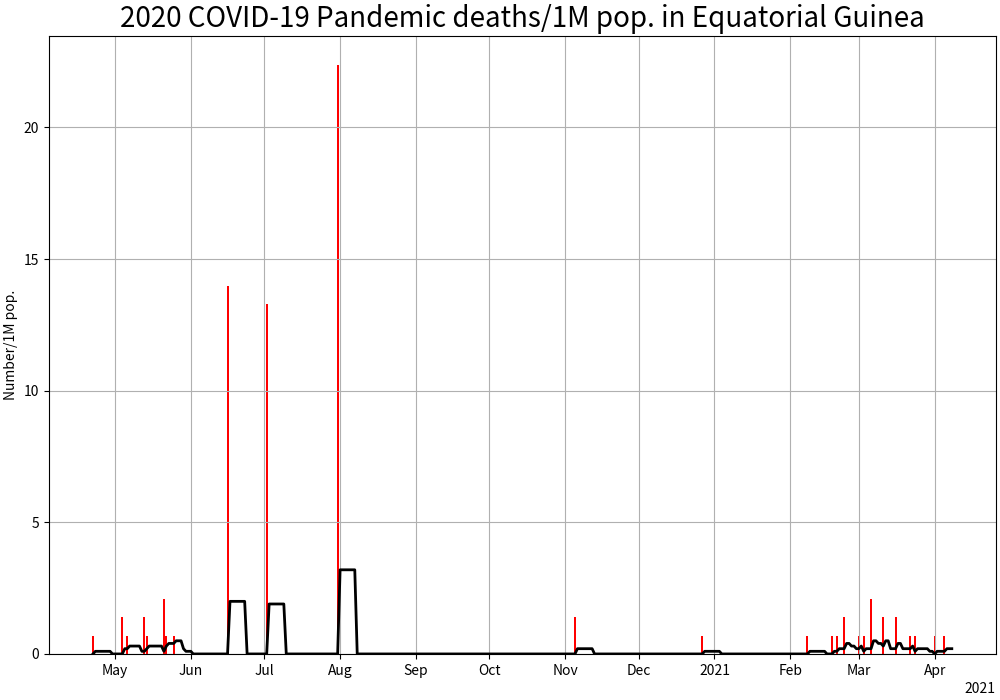 2020 COVID-19 Pandemic deaths/1M pop. in Equatorial Guinea
Number/1M pop.
20
15
10
5
0
May Jun Jul Aug Sep Oct Nov Dec 2021 Feb Mar Apr
2021